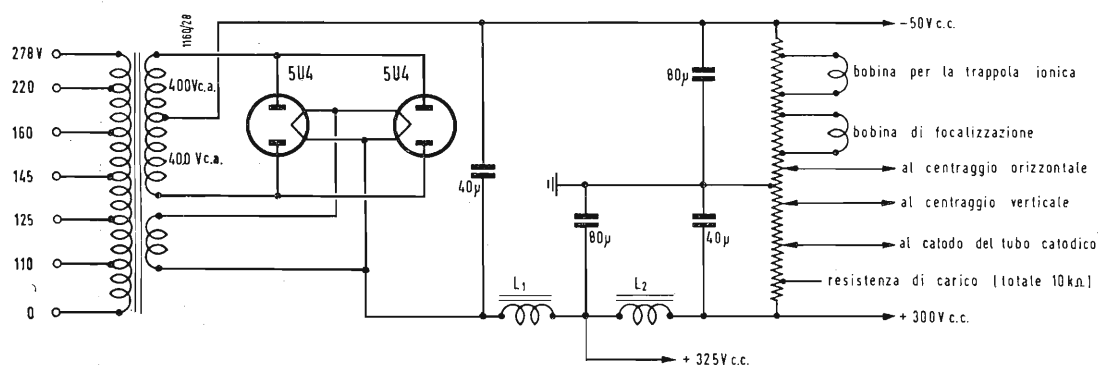 278V
220
160
145
125
110
0
1160/28
400Vc.a.
400 Vc.a.
5U4
5U4
40µ
80µ
80µ
40µ
L1
L2
−50V c.c.
bobina per la trappola ionica
bobina di focalizzazione
al centraggio orizzontale
al centraggio verticale
al catodo del tubo catodico
resistenza di carico (totale 10kΩ)
+ 300V c.c.
+ 325V c.c.